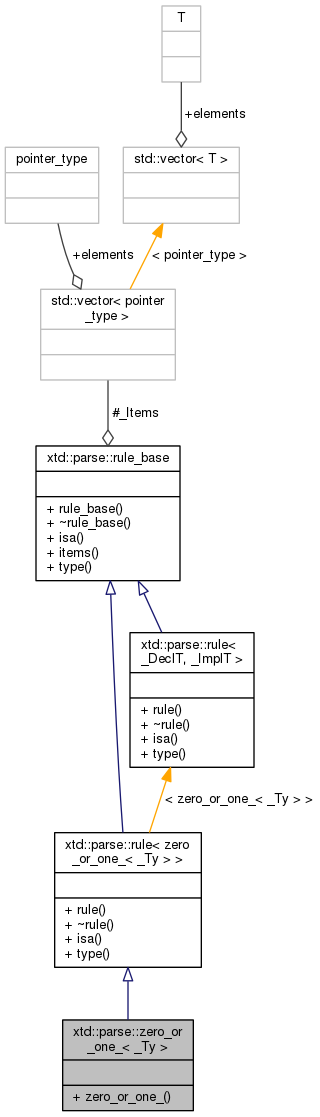 T
+elements
pointer_type
std::vector< T >
+elements
< pointer_type >
std::vector< pointer
_type >
#_Items
xtd::parse::rule_base
+ rule_base()
+ ~rule_base()
+ isa()
+ items()
+ type()
xtd::parse::rule<
_DeclT, _ImplT >
+ rule()
+ ~rule()
+ isa()
+ type()
< zero_or_one_< _Ty > >
xtd::parse::rule< zero
_or_one_< _Ty > >
+ rule()
+ ~rule()
+ isa()
+ type()
xtd::parse::zero_or
_one_< _Ty >
+ zero_or_one_()